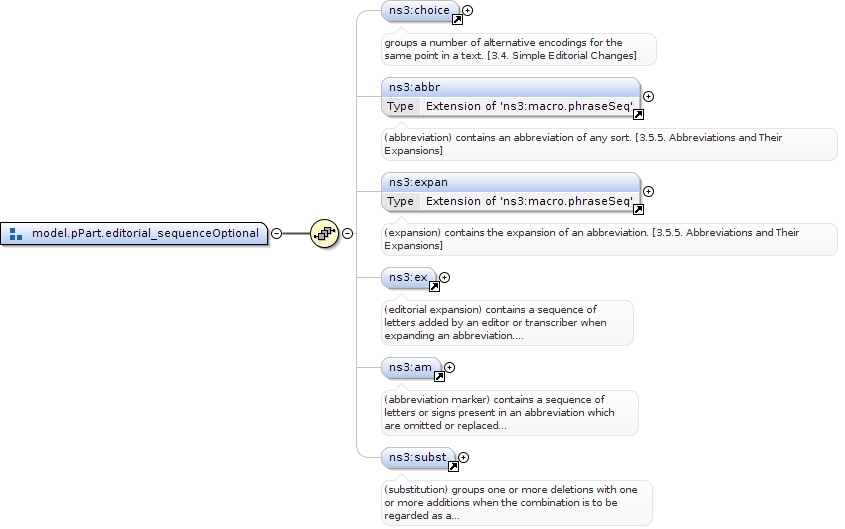 ns3:choice
groups a number of alternative encodings for the
same point in a text. [3.4. Simple Editorial Changes]
ns3:abbr
Type Extension of 'ns3:macro.phraseSeq'
(abbreviation) contains an abbreviation of any sort. [3.5.5. Abbreviations and Their
Expansions]
ns3:expan
Type Extension of 'ns3:macro.phraseSeq'
model.pPart.editorial_sequenceOptional
(expansion) contains the expansion of an abbreviation. [3.5.5. Abbreviations and Their
Expansions]
ns3:ex
(editorial expansion) contains a sequence of
letters added by an editor or transcriber when
expanding an abbreviation....
ns3:am
(abbreviation marker) contains a sequence of
letters or signs present in an abbreviation which
are omitted or replaced...
ns3:subst
(substitution) groups one or more deletions with one
or more additions when the combination is to be
regarded as a...